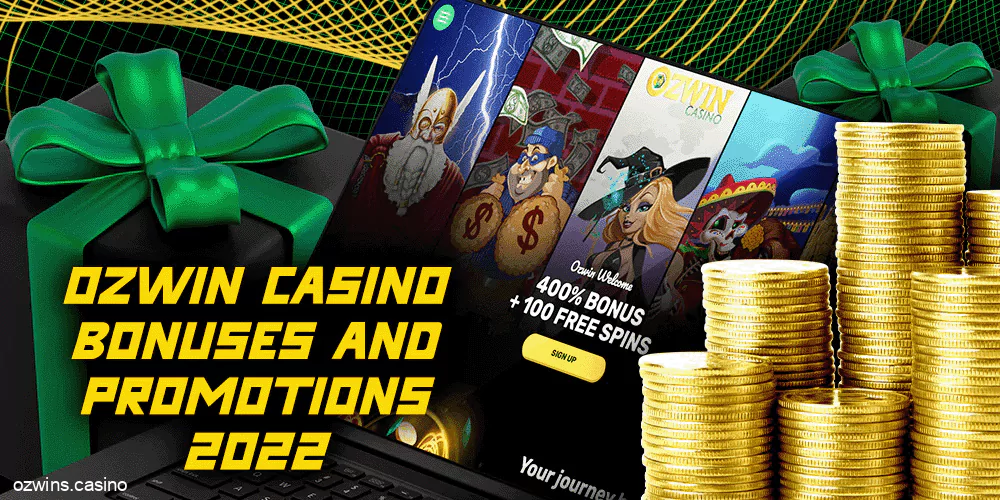 OZWIN
CASINO
Ozwin Welcome
400% BONUS
+ 100 FREE SPINS
SIGN UP
Your journey
OZWIN CASINO
BONUSES AND
PROMOTIONS
2022
$
$
ozwins.casino